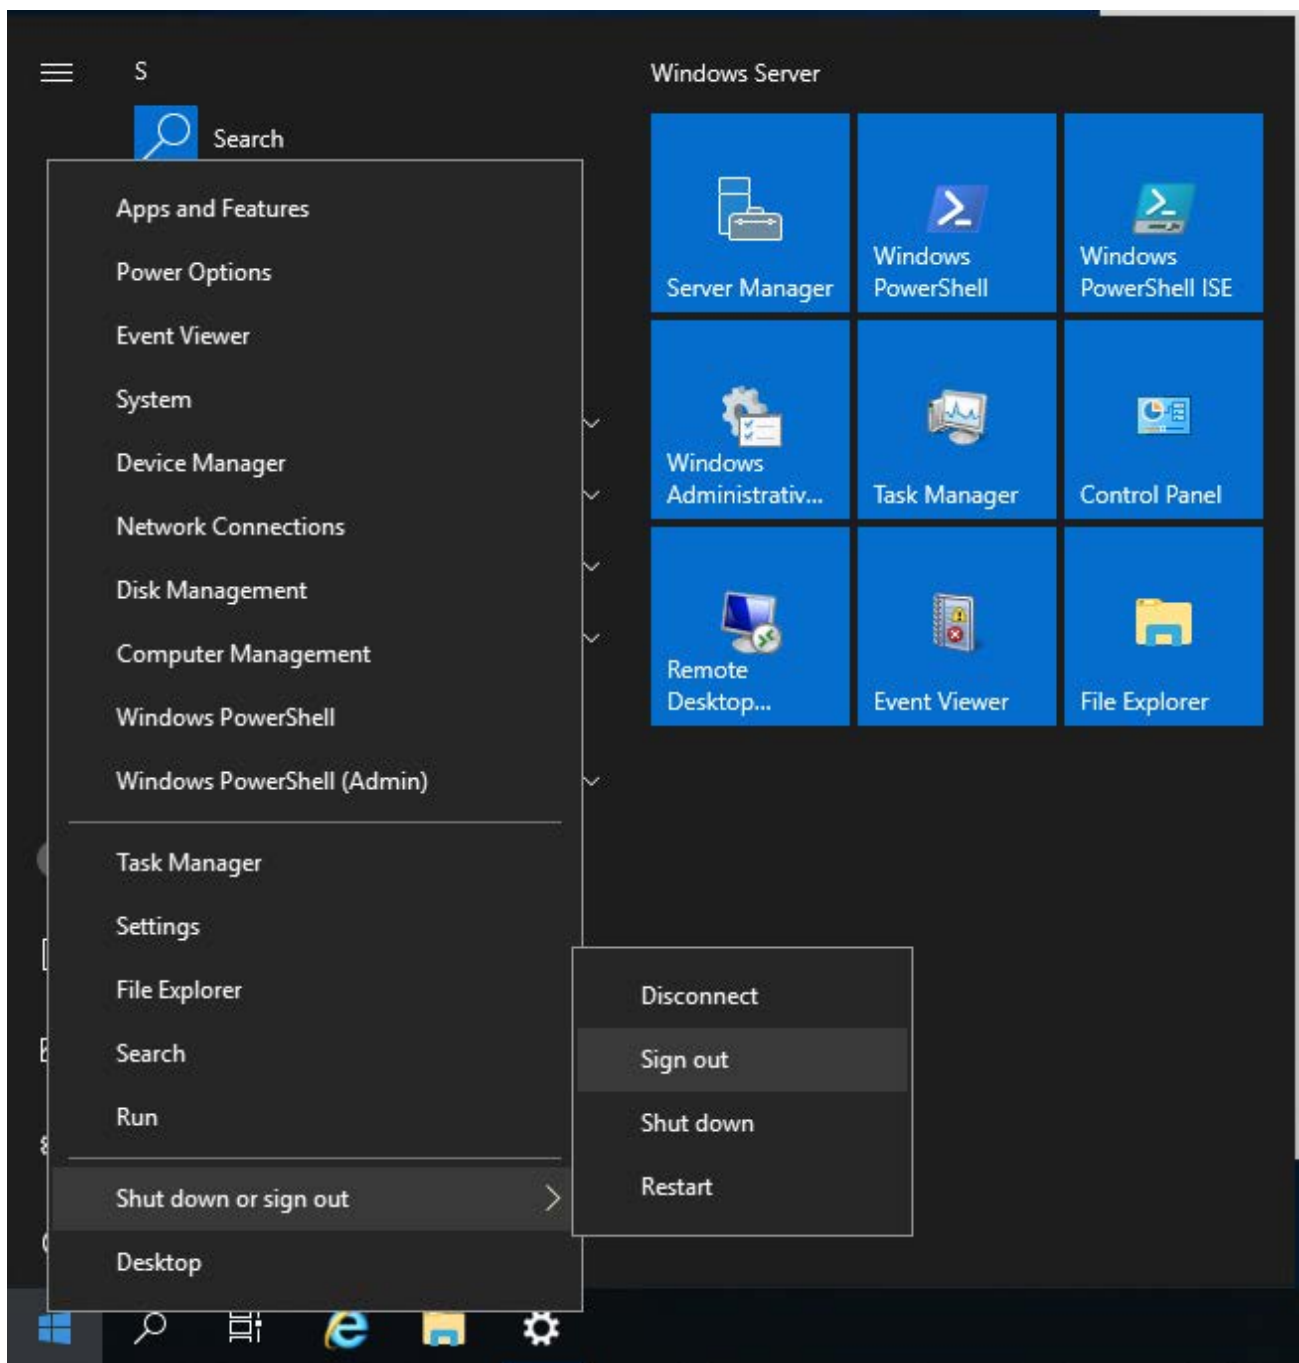 S
Search
Apps and Features
Power Options
Event Viewer
System
Device Manager
Network Connections
Disk Management
Computer Management
Windows PowerShell
Windows PowerShell (Admin)
Task Manager
Settings
File Explorer
Search
Run
Shut down or sign out
Desktop
Disconnect
Sign out
Shut down
Restart
Windows Server
Server Manager
Windows
PowerShell
Windows
PowerShell ISE
Windows
Administrativ...
Task Manager
Control Panel
Remote
Desktop...
Event Viewer
File Explorer